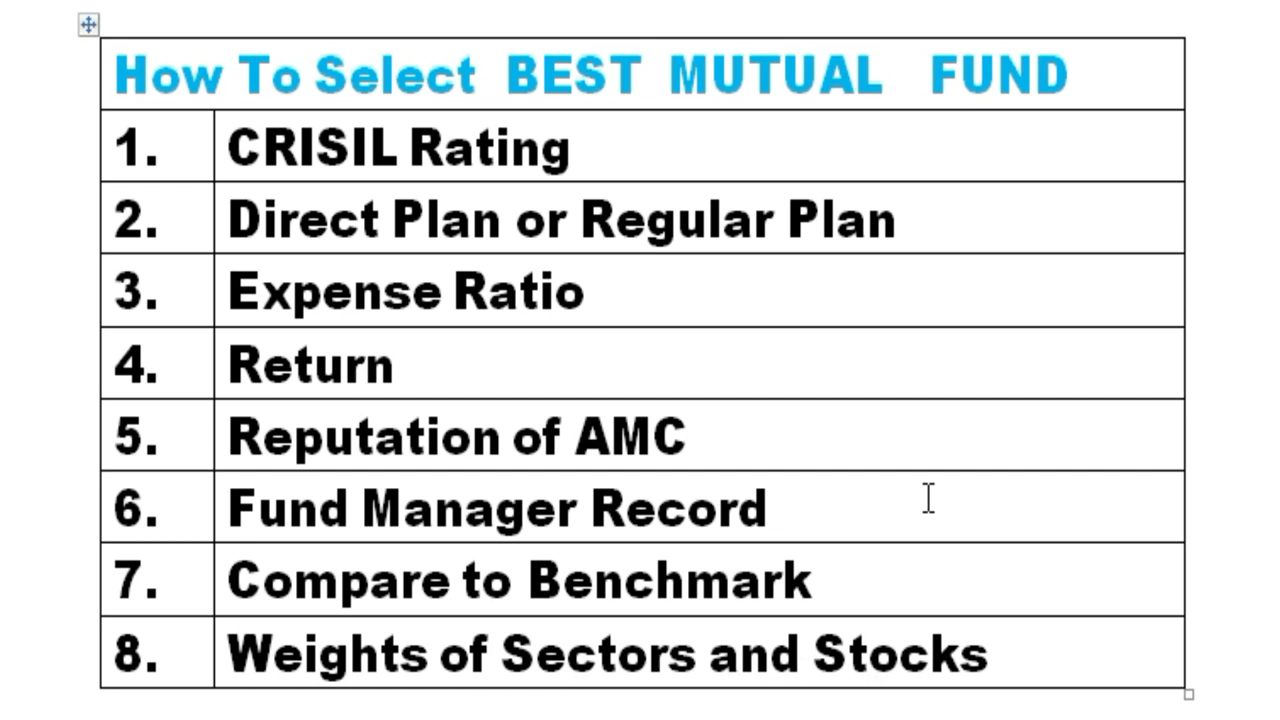 How To Select BEST MUTUAL FUND
1. CRISIL Rating
2. Direct Plan or Regular Plan
3. Expense Ratio
4. Return
5. Reputation of AMC
6. Fund Manager Record
7. Compare to Benchmark
8. Weights of Sectors and Stocks